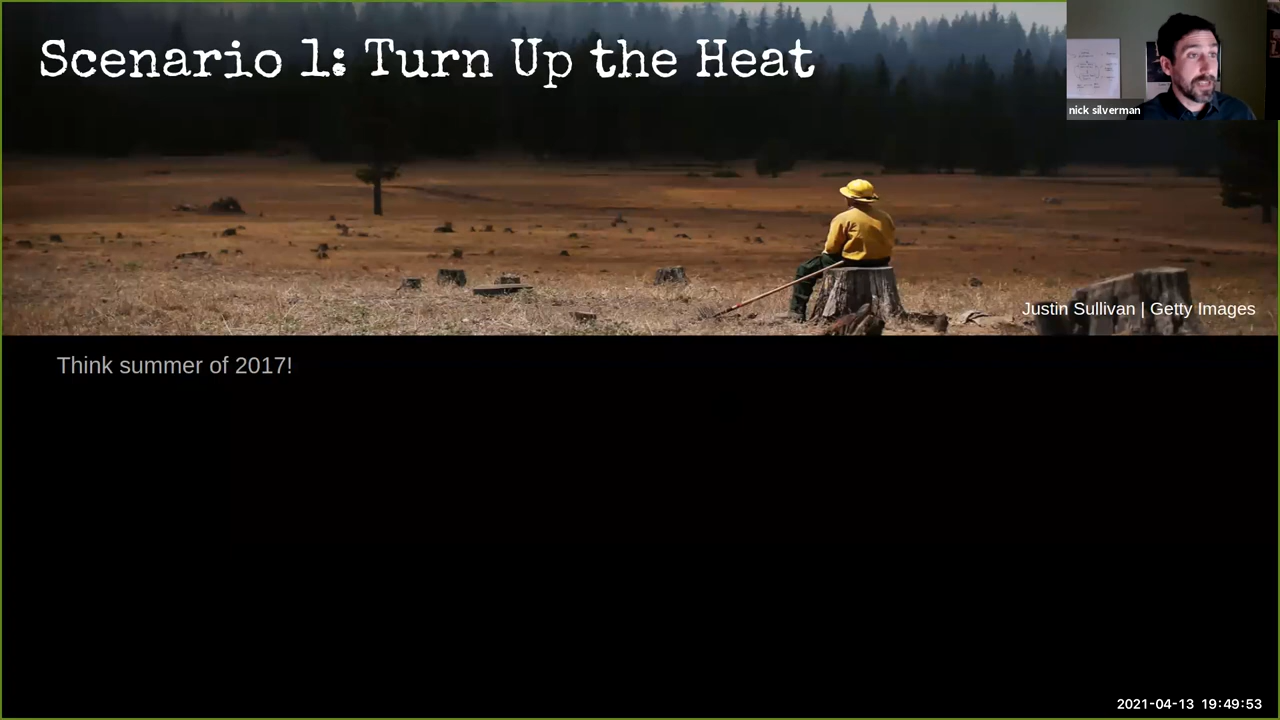 Scenario 1: Turn Up the Heat
nick silverman
Justin Sullivan | Getty Images
Think summer of 2017!
2021-04-13 19:49:53